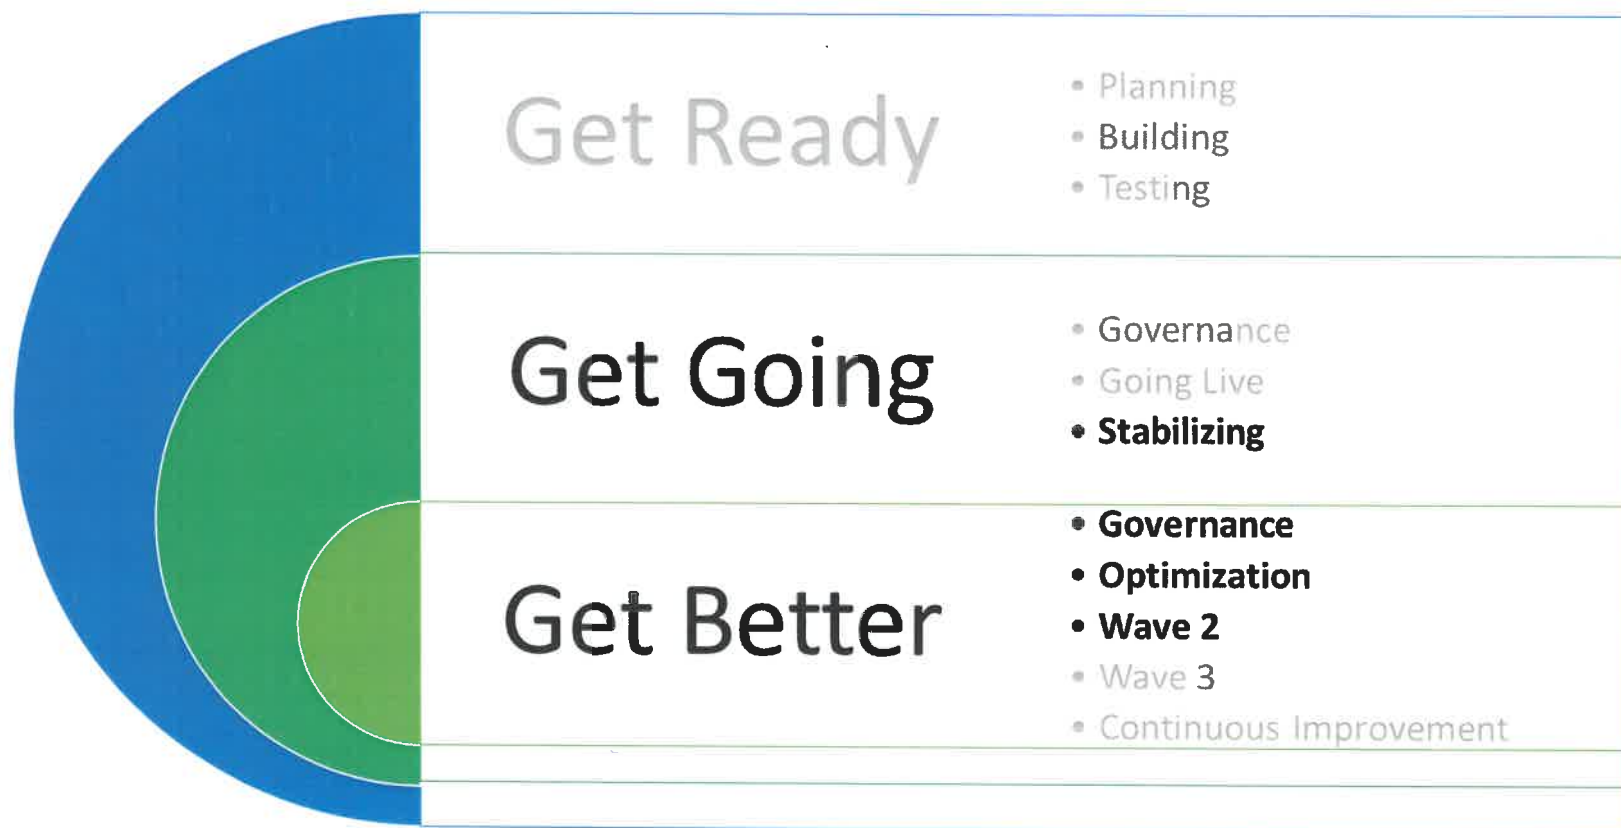 Get Ready
• Planning
• Building
• Testing
Get Going
• Governance
• Going Live
• Stabilizing
Get Better
• Governance
• Optimization
• Wave 2
• Wave 3
• Continuous Improvement